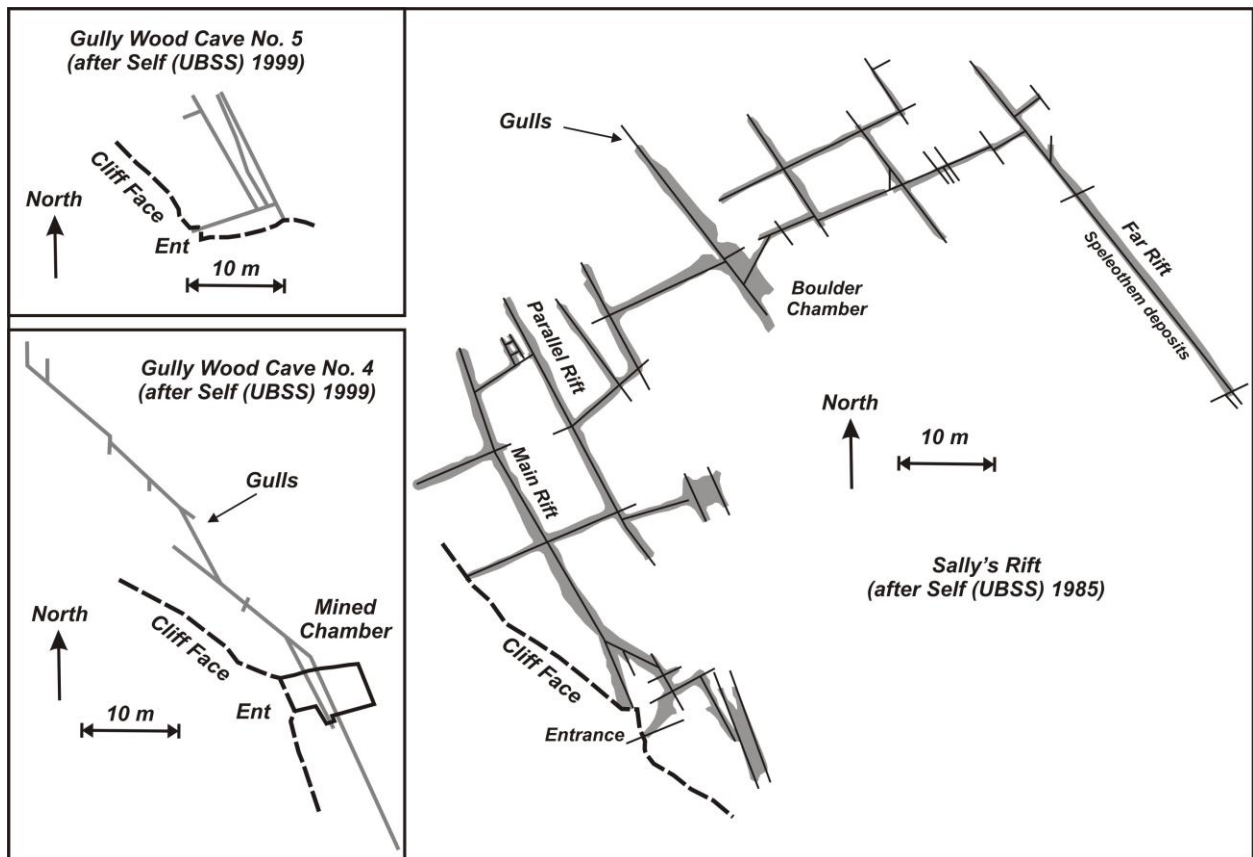 Gully Wood Cave No. 5
(after Self (UBSS) 1999)
Cliff Face
North
Ent
10 m
Gully Wood Cave No. 4
(after Self (UBSS) 1999)
Gulls
North
Cliff Face
Mined
Chamber
Ent
10 m
Gulls
Boulder
Chamber
Far Rift
Speleothem deposits
Parallel Rift
Main Rift
North
10 m
Sally's Rift
(after Self (UBSS) 1985)
Cliff Face
Entrance